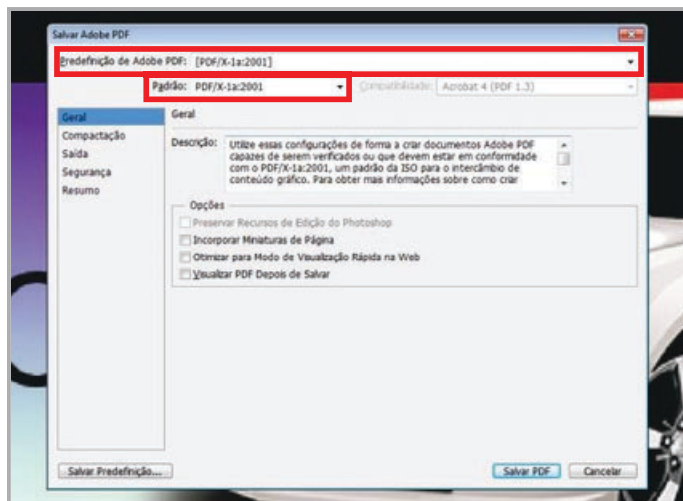 Salvar Adobe PDF
Predefinição de Adobe PDF: [PDF/X-1a:2001]
Padrão: PDF/X-1a:2001 Compatibilidade: Acrobat 4 (PDF 1.3)
Geral
Compactação
Saída
Segurança
Resumo
Geral
Descrição: Utilize essas configurações de forma a criar documentos Adobe PDF
capazes de serem verificados ou que devem estar em conformidade
com o PDF/X-1a:2001, um padrão da ISO para o intercâmbio de
conteúdo gráfico. Para obter mais informações sobre como criar
Opções
Preservar Recursos de Edição do Photoshop
Incorporar Miniaturas de Página
Otimizar para Modo de Visualização Rápida na Web
Visualizar PDF Depois de Salvar
Salvar Predefinição... Salvar PDF Cancelar